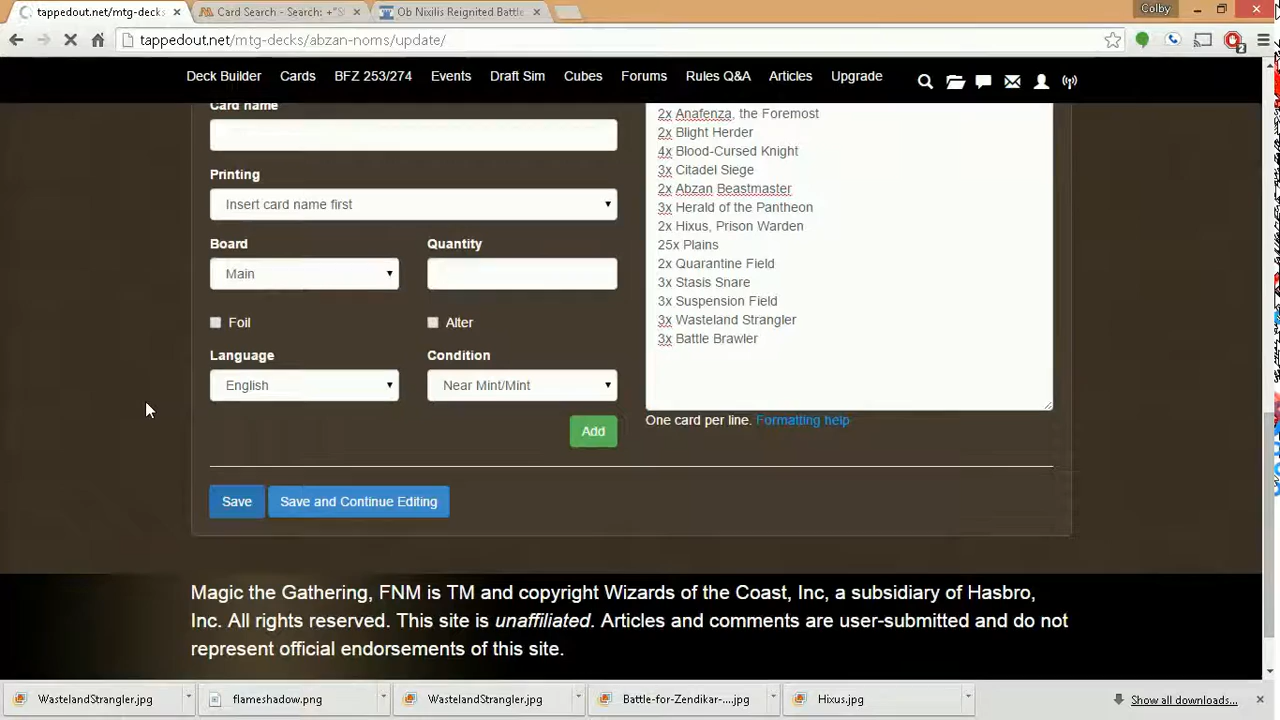 tappedout.net/mtg-decks
Card Search - Search: +"S
Ob Nixilis Reignited Battle
Colby
tappedout.net/mtg-decks/abzan-noms/update/
2
Deck Builder Cards BFZ 253/274 Events Draft Sim Cubes Forums Rules Q&A Articles Upgrade
Card name
Printing
Insert card name first
Board
Quantity
Main
Foil
Alter
Language
Condition
English
Near Mint/Mint
Add
2x Anafenza, the Foremost
2x Blight Herder
4x Blood-Cursed Knight
3x Citadel Siege
2x Abzan Beastmaster
3x Herald of the Pantheon
2x Hixus, Prison Warden
25x Plains
2x Quarantine Field
3x Stasis Snare
3x Suspension Field
3x Wasteland Strangler
3x Battle Brawler
One card per line. Formatting help
Save
Save and Continue Editing
Magic the Gathering, FNM is TM and copyright Wizards of the Coast, Inc, a subsidiary of Hasbro,
Inc. All rights reserved. This site is unaffiliated. Articles and comments are user-submitted and do not
represent official endorsements of this site.
WastelandStrangler.jpg
flameshadow.png
WastelandStrangler.jpg
Battle-for-Zendikar-....jpg
Hixus.jpg
Show all downloads...